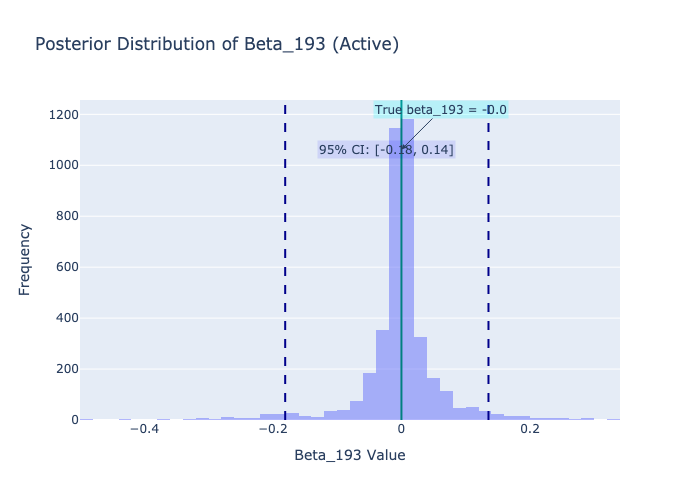 Posterior Distribution of Beta_193 (Active)
True beta_193 = -0.0
95% CI: [-0.18, 0.14]
1200
1000
800
600
400
200
0
−0.4
−0.2
0
0.2
Frequency
Beta_193 Value